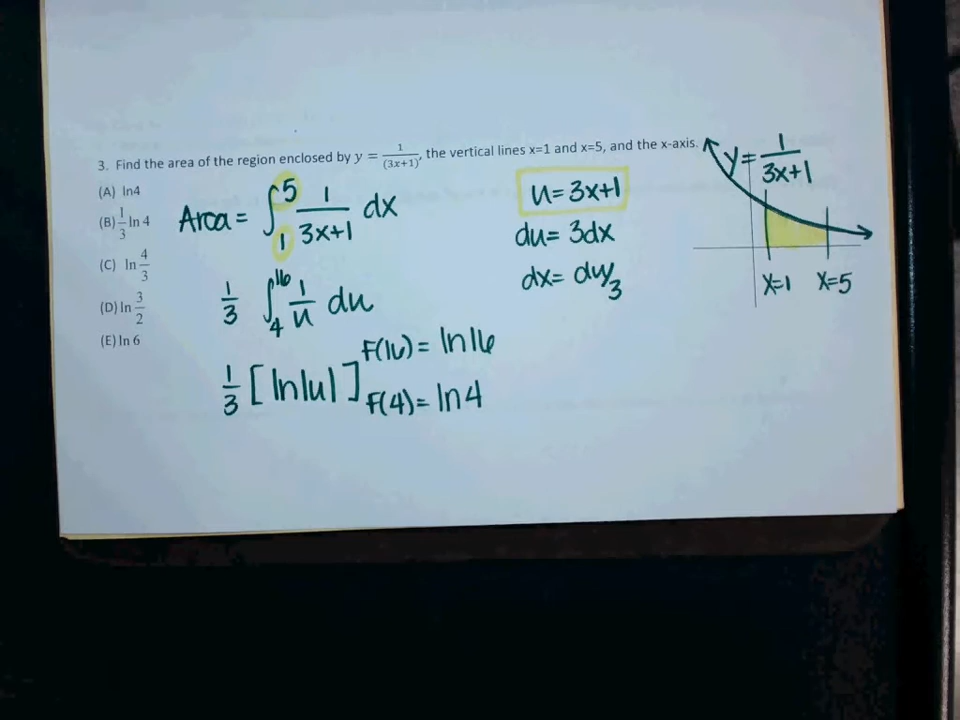 3. Find the area of the region enclosed by y = 1/(3x+1), the vertical lines x=1 and x=5, and the x-axis.
(A) ln4
(B) 1/3 ln 4
(C) ln 4/3
(D) ln 3/2
(E) ln 6
Area = ∫₁⁵ 1/3x+1 dx
1/3 ∫₄¹⁶ 1/u du
1/3 [ln|u|] F(16) = ln16
F(4) = ln4
u = 3x+1
du = 3dx
dx = du/3
y = 1/3x+1
x=1 x=5